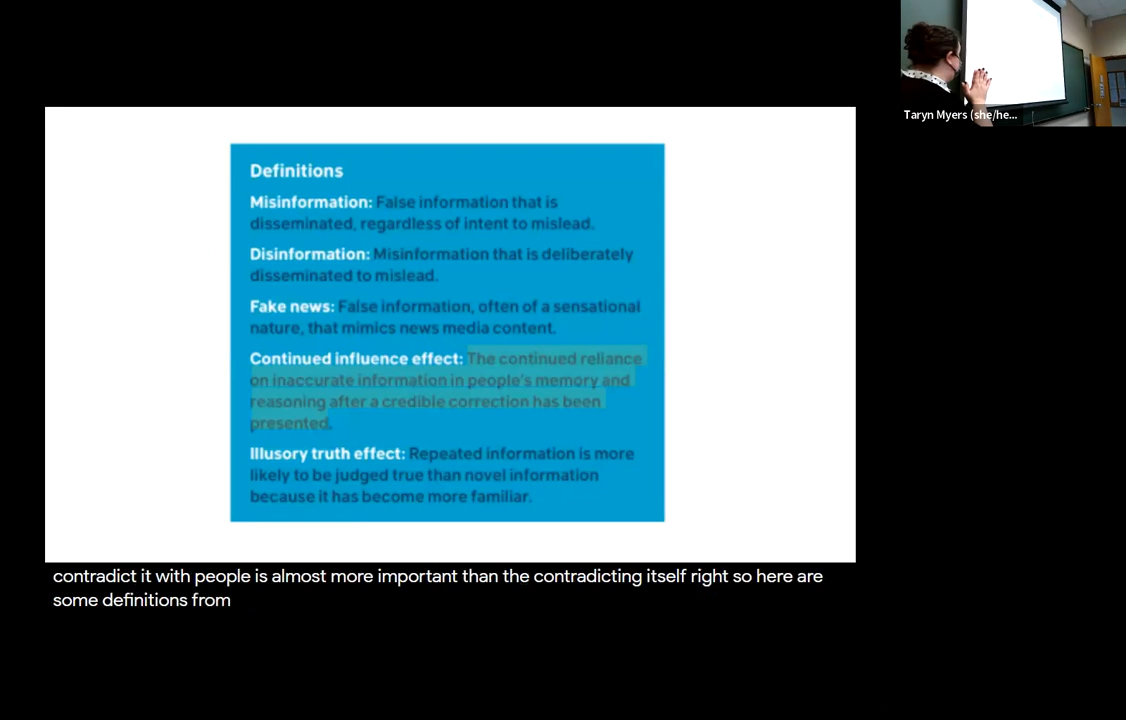 Taryn Myers (she/he...
Definitions
Misinformation: False information that is
disseminated, regardless of intent to mislead.
Disinformation: Misinformation that is deliberately
disseminated to mislead.
Fake news: False information, often of a sensational
nature, that mimics news media content.
Continued influence effect: The continued reliance
on inaccurate information in people's memory and
reasoning after a credible correction has been
presented.
Illusory truth effect: Repeated information is more
likely to be judged true than novel information
because it has become more familiar.
contradict it with people is almost more important than the contradicting itself right so here are
some definitions from